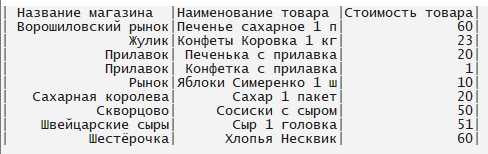 | Название магазина |Наименование товара |Стоимость товара|
| Ворошиловский рынок|Печенье сахарное 1 п| 60|
| Жулик|Конфеты Коровка 1 кг| 23|
| Прилавок| Печенька с прилавка| 20|
| Прилавок| Конфетка с прилавка| 1|
| Рынок|Яблоки Симеренко 1 ш| 10|
| Сахарная королева| Сахар 1 пакет| 20|
| Скворцово| Сосиски с сыром| 50|
| Швейцарские сыры| Сыр 1 головка| 51|
| Шестёрочка| Хлопья Несквик| 60|